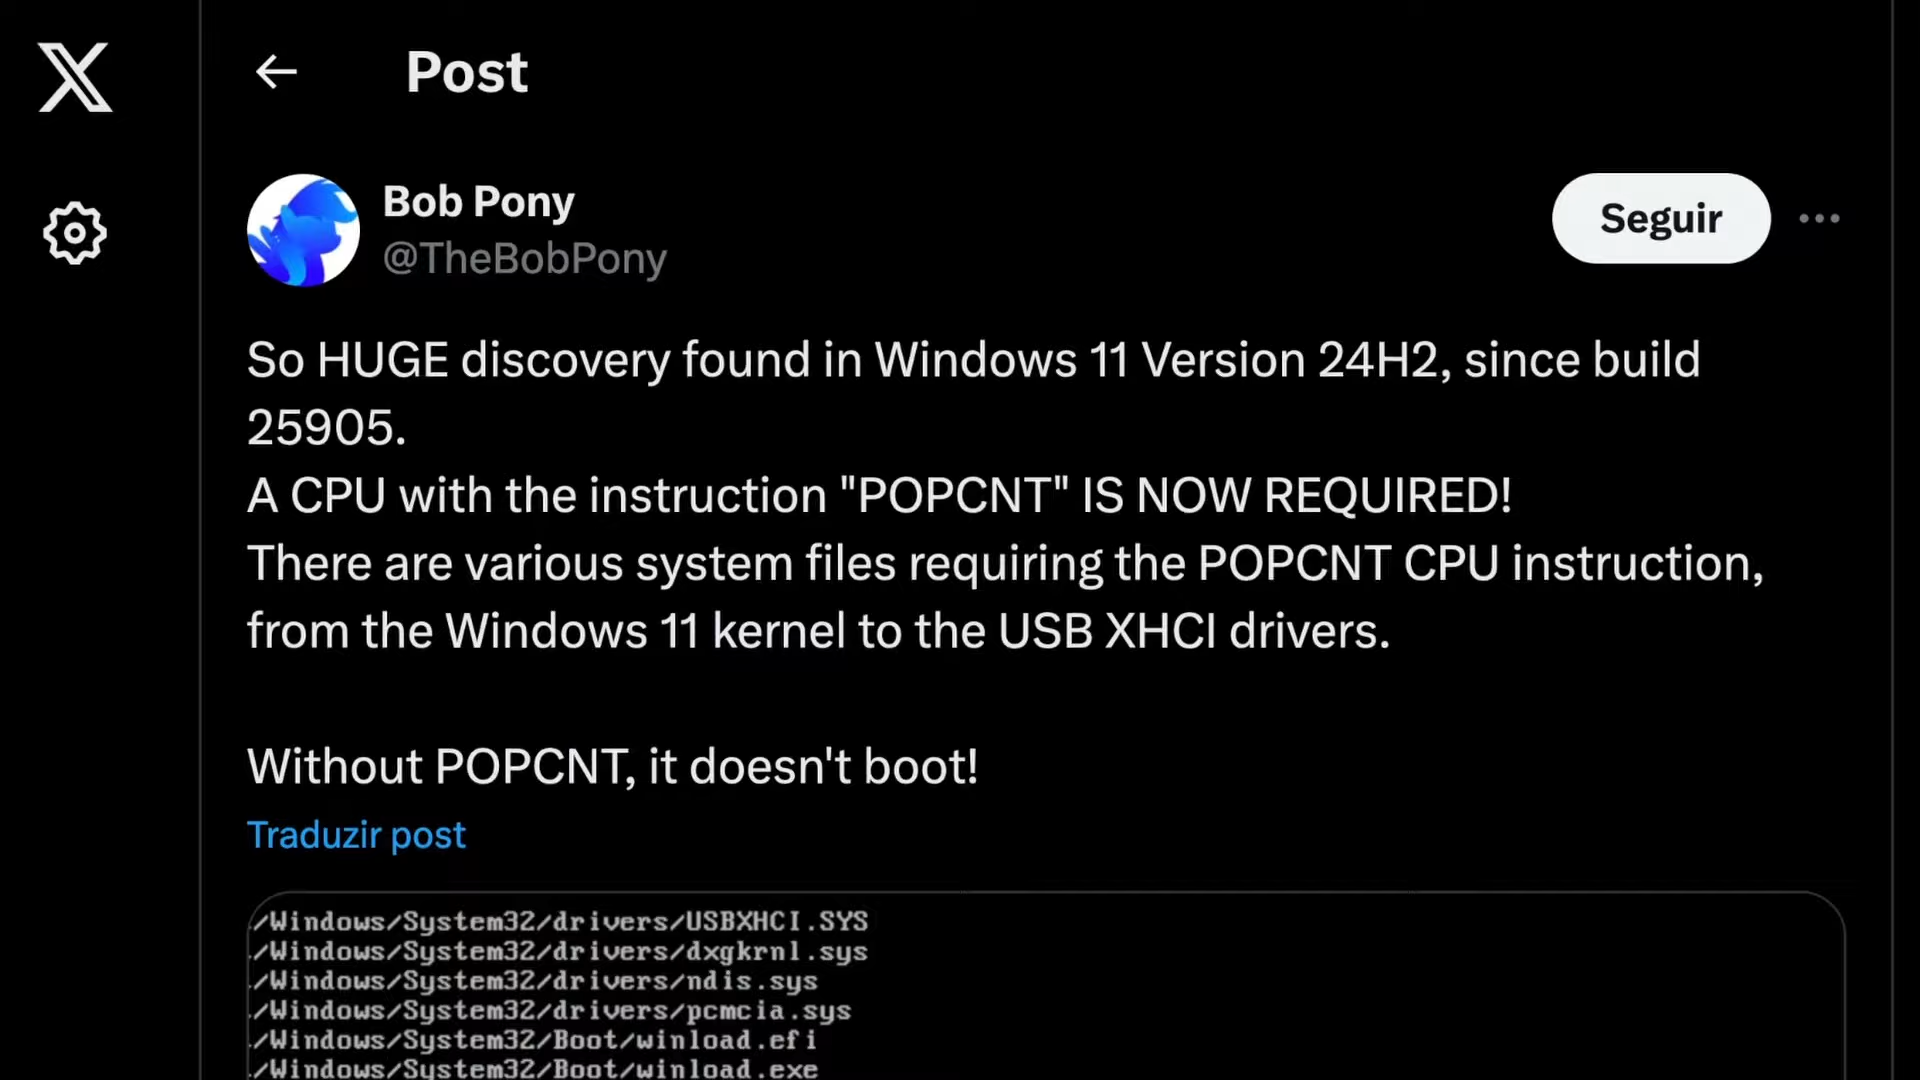 Post
Bob Pony
@TheBobPony
Seguir
So HUGE discovery found in Windows 11 Version 24H2, since build
25905.
A CPU with the instruction "POPCNT" IS NOW REQUIRED!
There are various system files requiring the POPCNT CPU instruction,
from the Windows 11 kernel to the USB XHCI drivers.
Without POPCNT, it doesn't boot!
Traduzir post
./Windows/System32/drivers/USBXHCI.SYS
./Windows/System32/drivers/dxgkrnl.sys
./Windows/System32/drivers/ndis.sys
./Windows/System32/drivers/pcmcia.sys
./Windows/System32/Boot/winload.efi
./Windows/System32/Boot/winload.exe